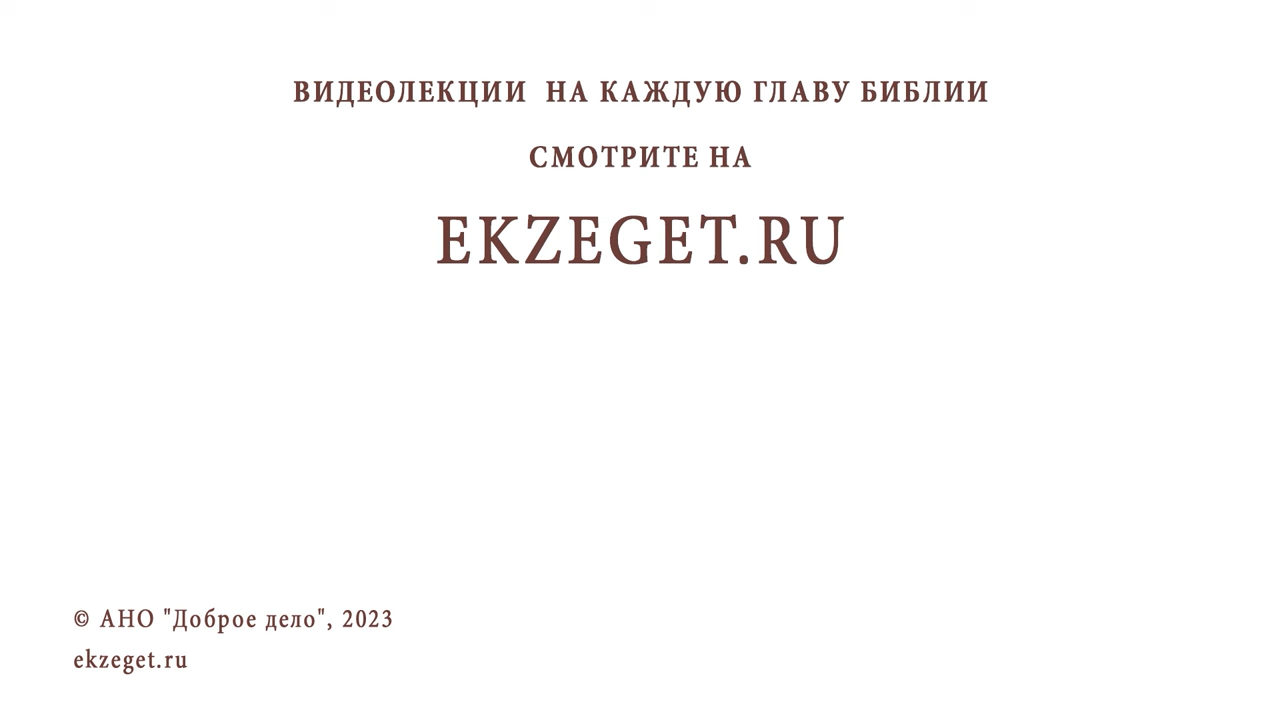 ВИДЕОЛЕКЦИИ НА КАЖДУЮ ГЛАВУ БИБЛИИ
СМОТРИТЕ НА
EKZEGET.RU
© АНО "Доброе дело", 2023
ekzeget.ru